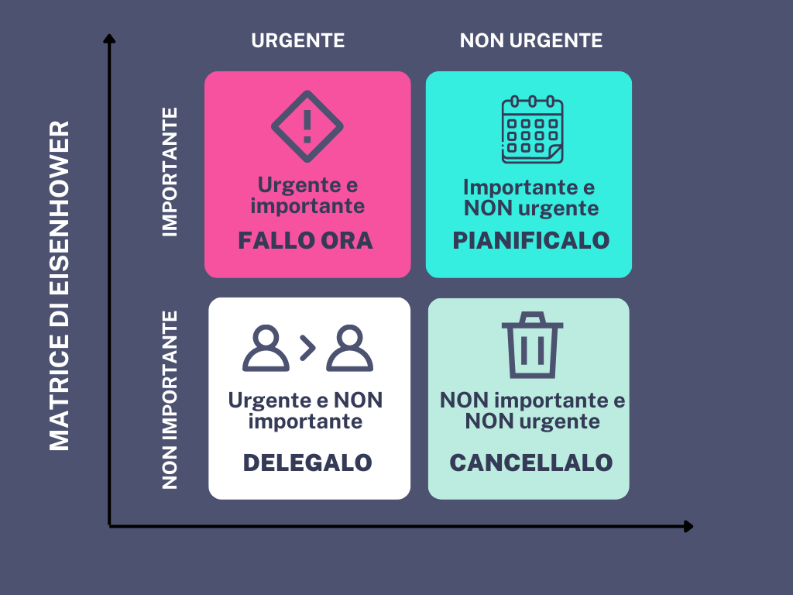 URGENTE
NON URGENTE
MATRICE DI EISENHOWER
IMPORTANTE
Urgente e
importante
FALLO ORA
Importante e
NON urgente
PIANIFICALO
NON IMPORTANTE
Urgente e NON
importante
DELEGALO
NON importante e
NON urgente
CANCELLALO